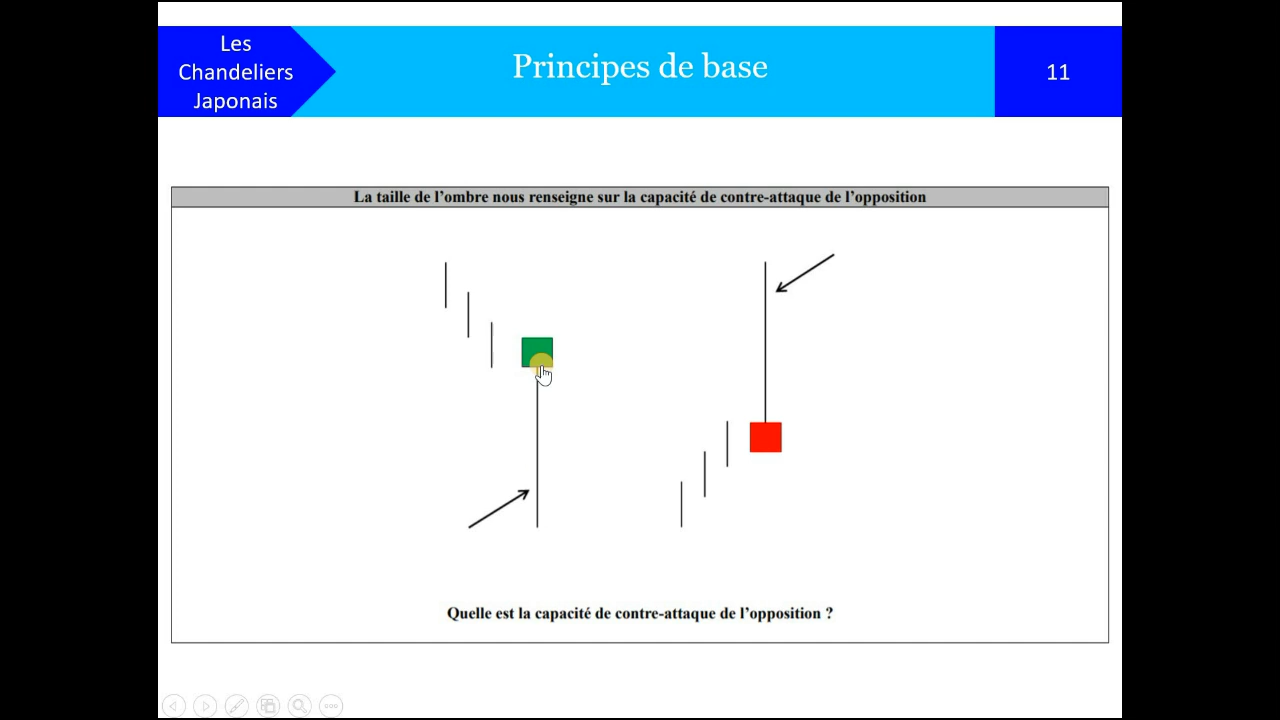 Les
Chandeliers
Japonais
Principes de base
11
La taille de l’ombre nous renseigne sur la capacité de contre-attaque de l’opposition
Quelle est la capacité de contre-attaque de l’opposition ?